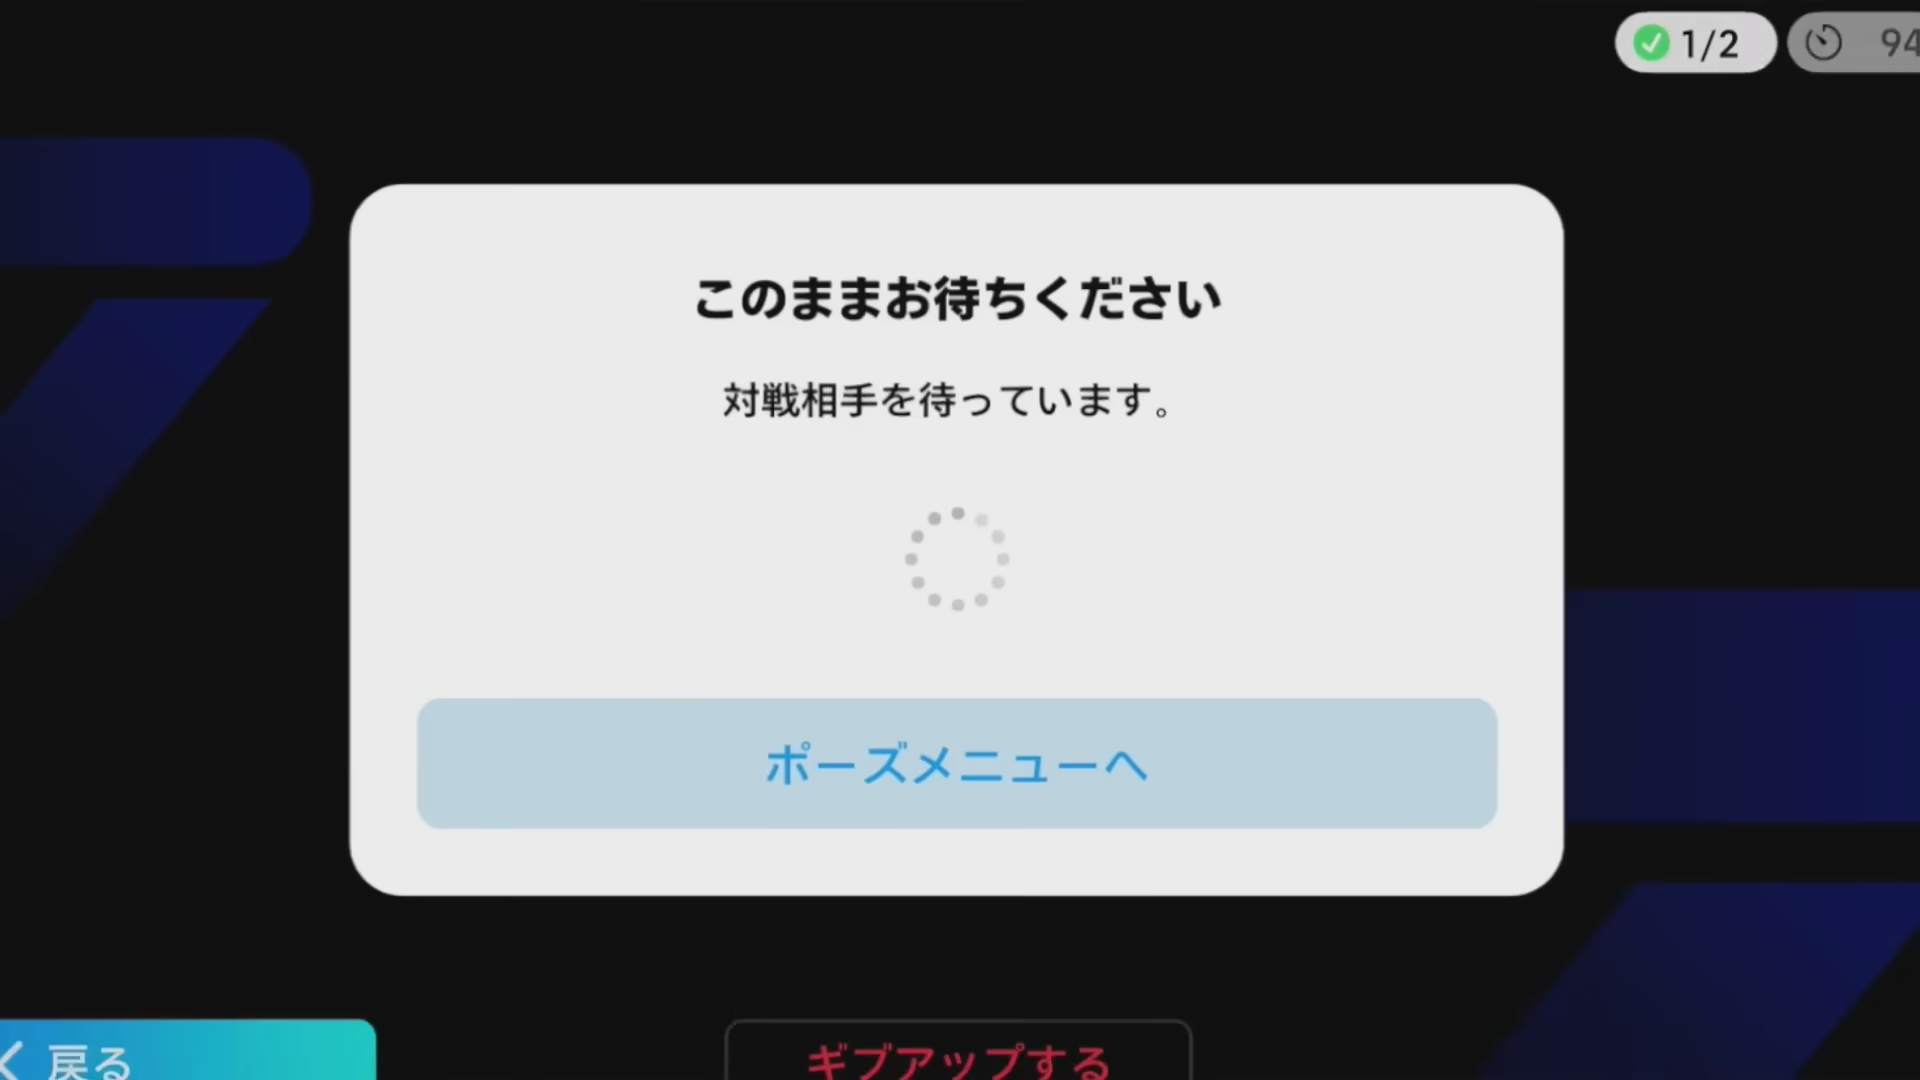 1/2
94
このままお待ちください
対戦相手を待っています。
ポーズメニューへ
戻る
ギブアップする